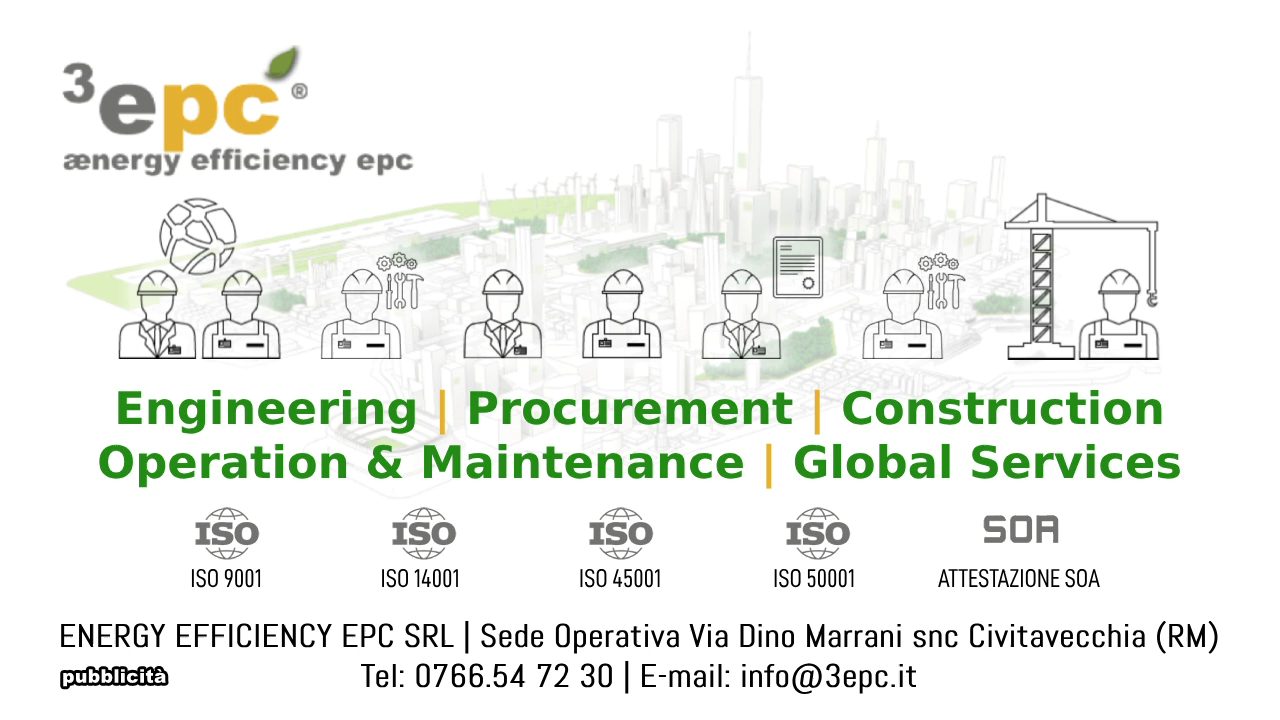 3epc®
ænergy efficiency epc
Engineering | Procurement | Construction
Operation & Maintenance | Global Services
ISO ISO ISO ISO SOA
ISO 9001 ISO 14001 ISO 45001 ISO 50001 ATTESTAZIONE SOA
ENERGY EFFICIENCY EPC SRL | Sede Operativa Via Dino Marrani snc Civitavecchia (RM)
pubblicità Tel: 0766.54 72 30 | E-mail: info@3epc.it